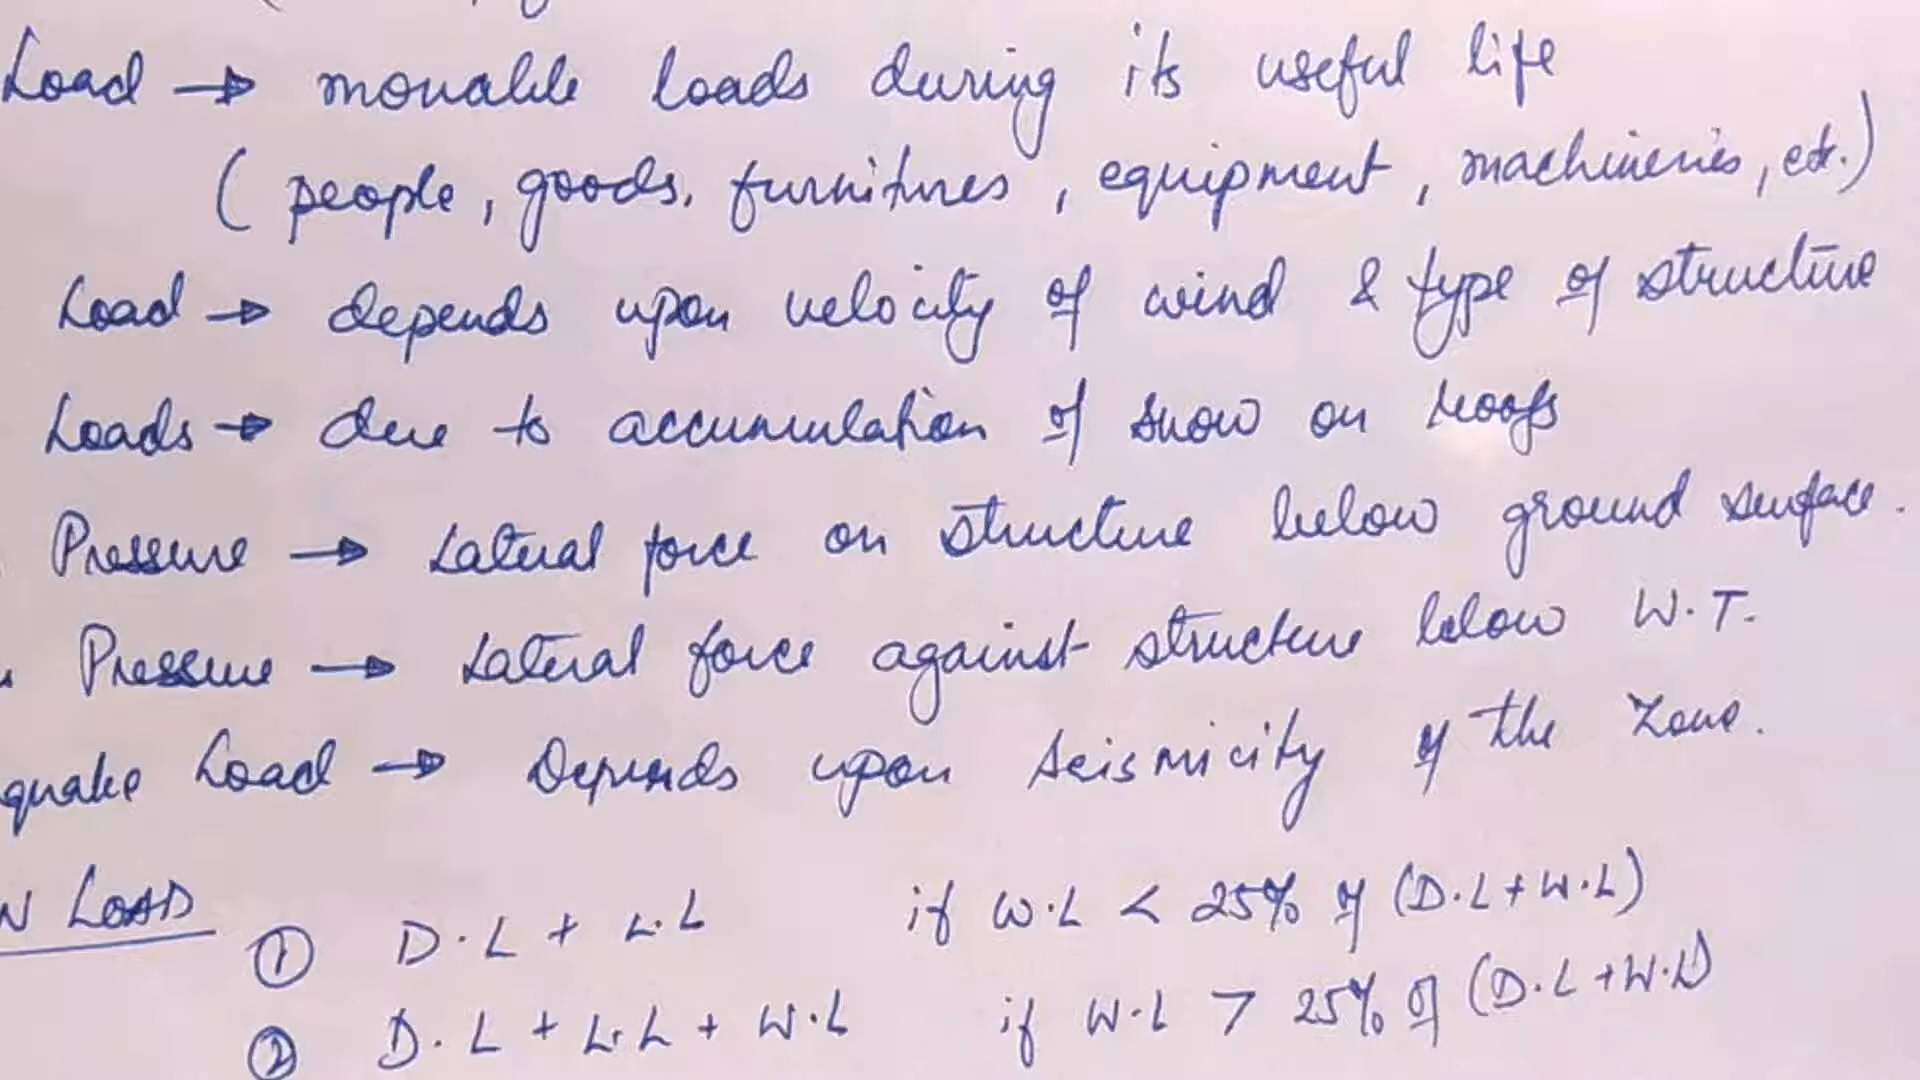 Load → movable loads during its useful life
( people, goods, furnitures, equipment, machineries, etc.)
Load → depends upon velocity of wind & type of structure
Loads → due to accumulation of snow on roofs
Pressure → Lateral force on structure below ground surface.
Pressure → Lateral force against structure below W.T.
quake Load → Depends upon seismicity of the zone.
N LOAD
① D.L + L.L if W.L < 25% of (D.L + W.L)
② D.L + L.L + W.L if W.L > 25% of (D.L + W.L)